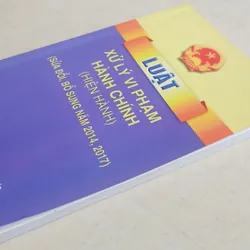 LUẬT
XỬ LÝ VI PHẠM
HÀNH CHÍNH
(HIỆN HÀNH)
(SỬA ĐỔI, BỔ SUNG NĂM 2014, 2017)